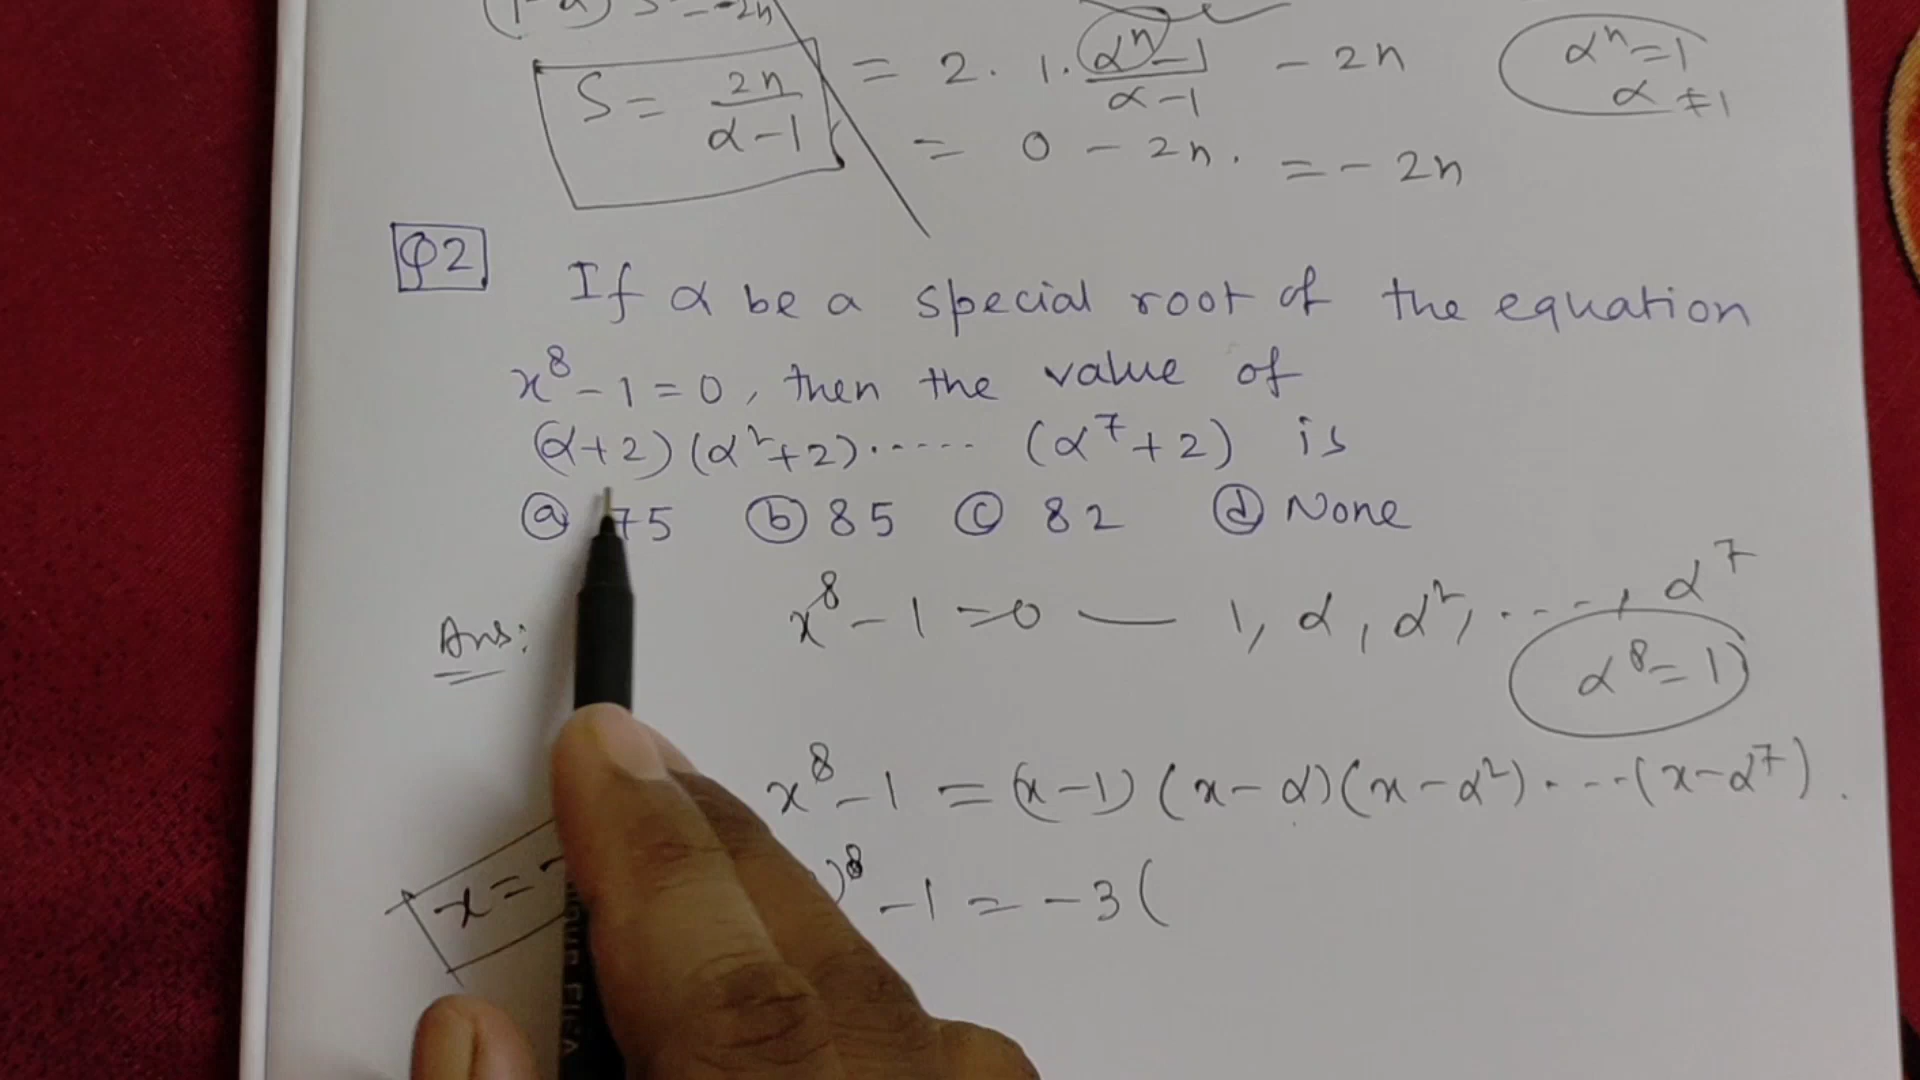 S = 2n/(α-1) = 2 · 1 · (αⁿ-1)/(α-1) - 2n
αⁿ = 1
α ≠ 1
= 0 - 2n. = - 2n
Q2 If α be a special root of the equation
x⁸ - 1 = 0, then the value of
(α+2)(α²+2)...... (α⁷+2) is
(a) 75 (b) 85 (c) 82 (d) None
Ans: x⁸ - 1 = 0 — 1, α, α², ...., α⁷
α⁸ = 1
x⁸ - 1 = (x-1)(x-α)(x-α²)....(x-α⁷).
x = -
)⁸ - 1 = -3(